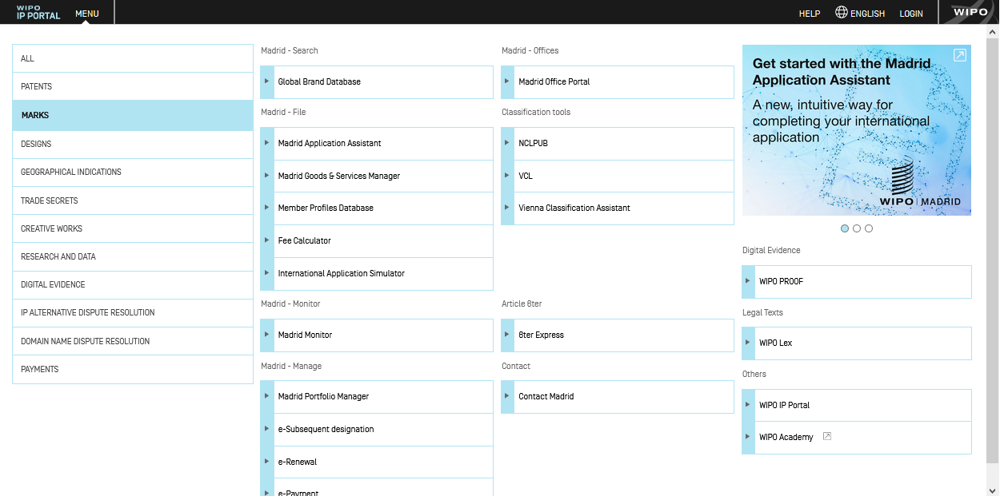 WIPO
IP PORTAL
MENU
HELP
ENGLISH
LOGIN
WIPO
ALL
PATENTS
MARKS
DESIGNS
GEOGRAPHICAL INDICATIONS
TRADE SECRETS
CREATIVE WORKS
RESEARCH AND DATA
DIGITAL EVIDENCE
IP ALTERNATIVE DISPUTE RESOLUTION
DOMAIN NAME DISPUTE RESOLUTION
PAYMENTS
Madrid - Search
Global Brand Database
Madrid - File
Madrid Application Assistant
Madrid Goods & Services Manager
Member Profiles Database
Fee Calculator
International Application Simulator
Madrid - Monitor
Madrid Monitor
Madrid - Manage
Madrid Portfolio Manager
e-Subsequent designation
e-Renewal
e-Payment
Madrid - Offices
Madrid Office Portal
Classification tools
NCLPUB
VCL
Vienna Classification Assistant
Article 6ter
6ter Express
Contact
Contact Madrid
Get started with the Madrid
Application Assistant
A new, intuitive way for
completing your international
application
WIPO | MADRID
Digital Evidence
WIPO PROOF
Legal Texts
WIPO Lex
Others
WIPO IP Portal
WIPO Academy